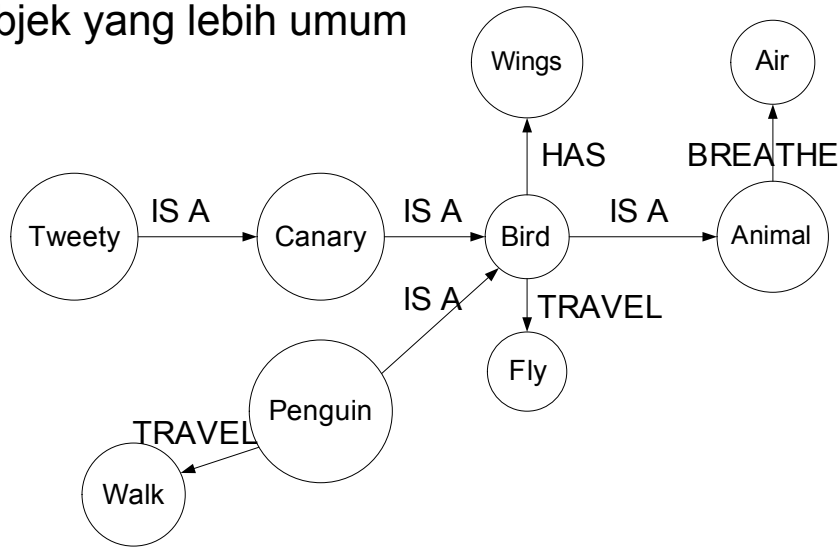 bjek yang lebih umum
Wings
Air
HAS
BREATHE
Tweety
IS A
Canary
IS A
Bird
IS A
Animal
IS A
TRAVEL
Fly
Penguin
TRAVEL
Walk